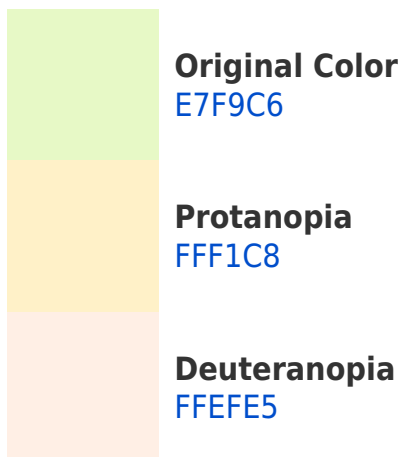 Original Color
E7F9C6
Protanopia
FFF1C8
Deuteranopia
FFEFE5